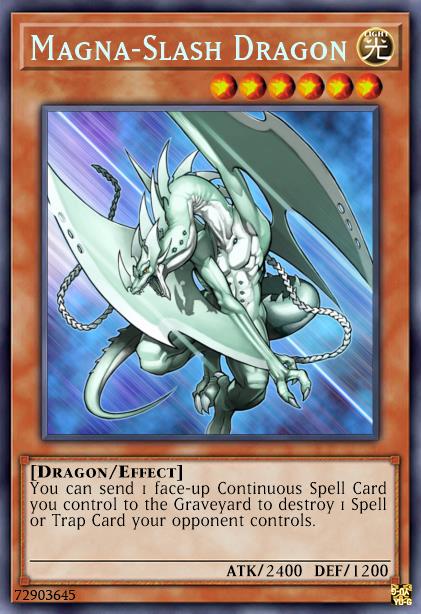 Magna-Slash Dragon
LIGHT
光
[Dragon/Effect]
You can send 1 face-up Continuous Spell Card
you control to the Graveyard to destroy 1 Spell
or Trap Card your opponent controls.
ATK/2400 DEF/1200
72903645